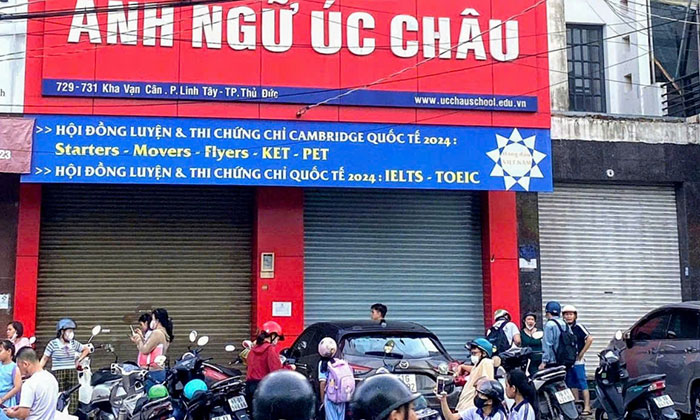 ANH NGỮ ÚC CHÂU
729-731 Kha Vạn Cân . P. Linh Tây - TP. Thủ Đức
www.ucchauschool.edu.vn
>> HỘI ĐỒNG LUYỆN & THI CHỨNG CHỈ CAMBRIDGE QUỐC TẾ 2024 :
Starters - Movers - Flyers - KET - PET
>> HỘI ĐỒNG LUYỆN & THI CHỨNG CHỈ QUỐC TẾ 2024 : IELTS - TOEIC
23